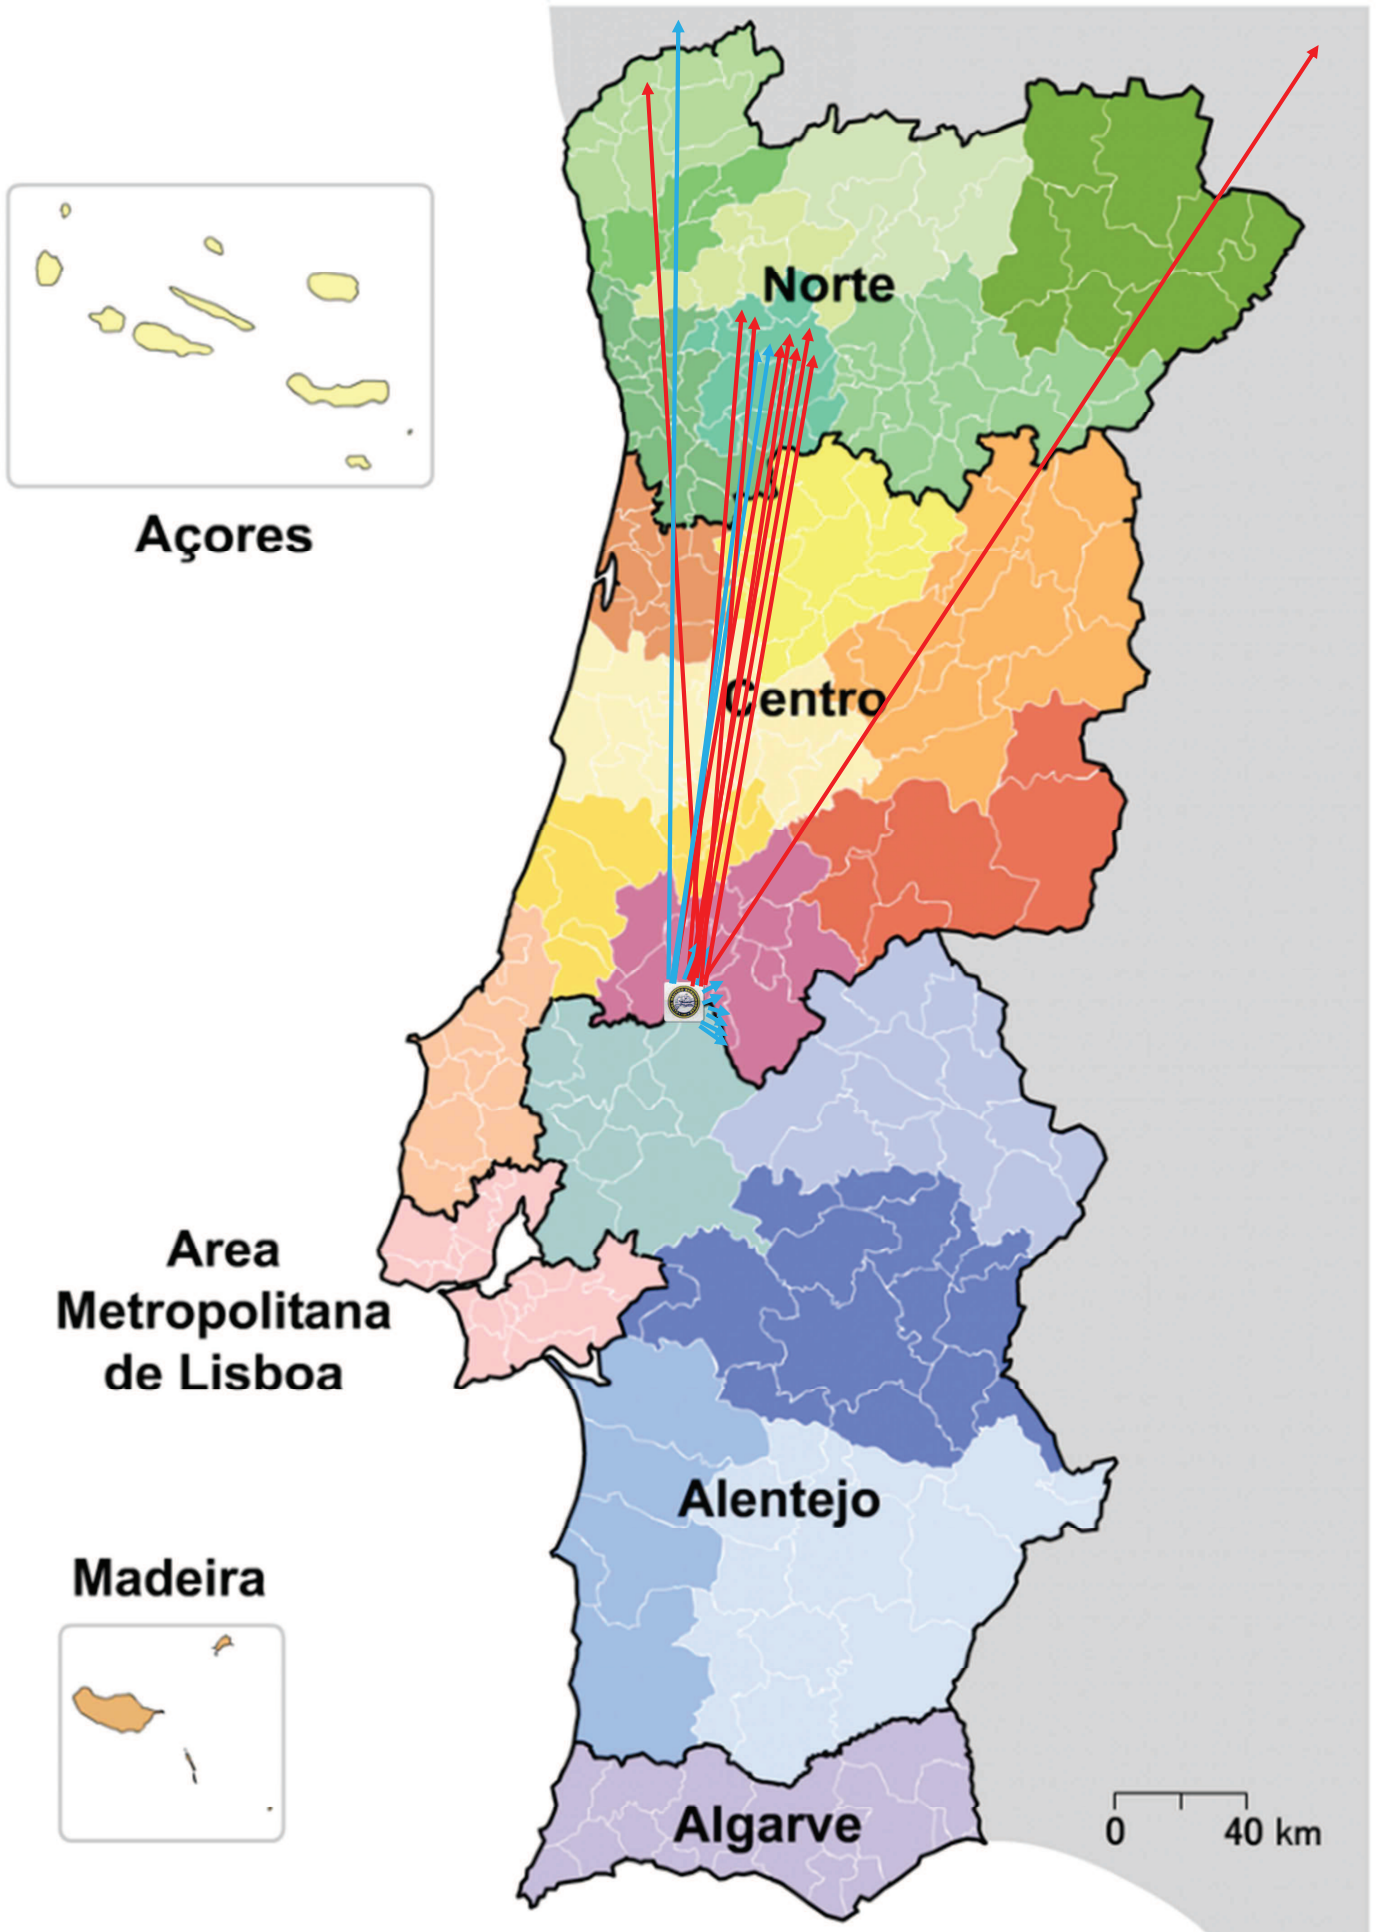 Norte
Açores
Centro
Area
Metropolitana
de Lisboa
Alentejo
Madeira
Algarve
0 40 km